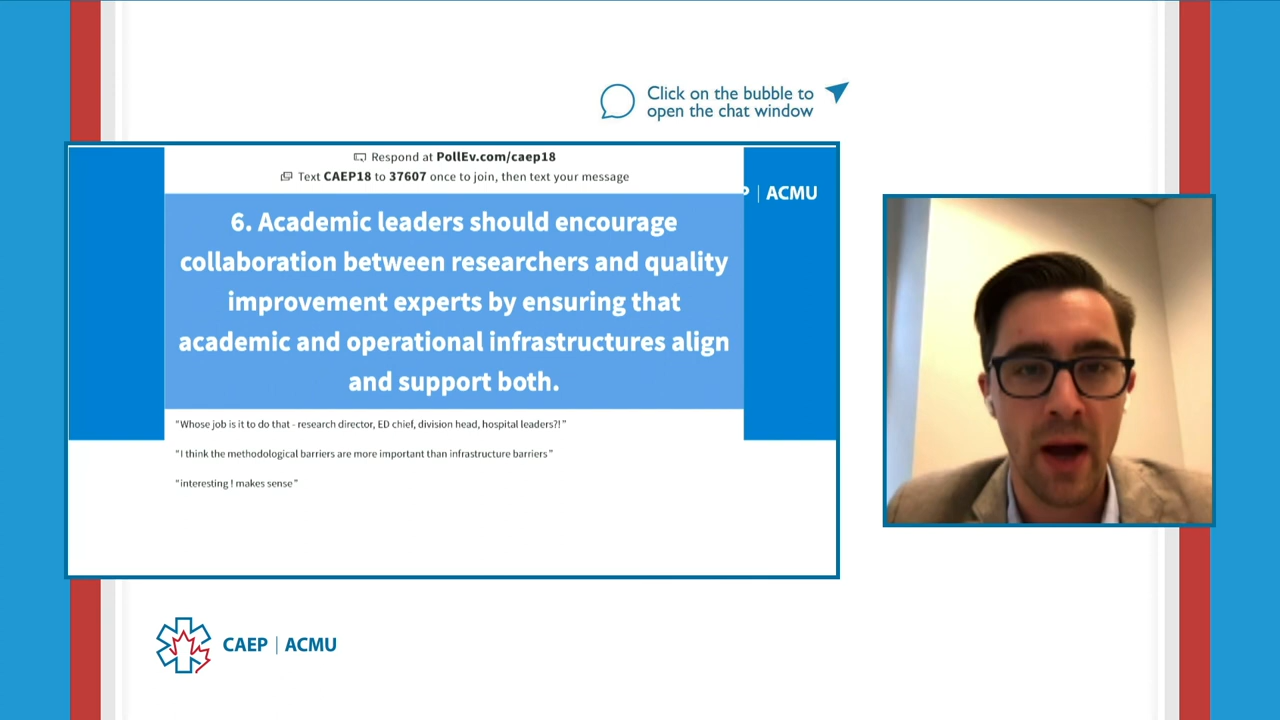 Click on the bubble to
open the chat window
Respond at PollEv.com/caep18
Text CAEP18 to 37607 once to join, then text your message
P | ACMU
6. Academic leaders should encourage
collaboration between researchers and quality
improvement experts by ensuring that
academic and operational infrastructures align
and support both.
"Whose job is it to do that - research director, ED chief, division head, hospital leaders?!"
"I think the methodological barriers are more important than infrastructure barriers"
"interesting ! makes sense"
CAEP | ACMU